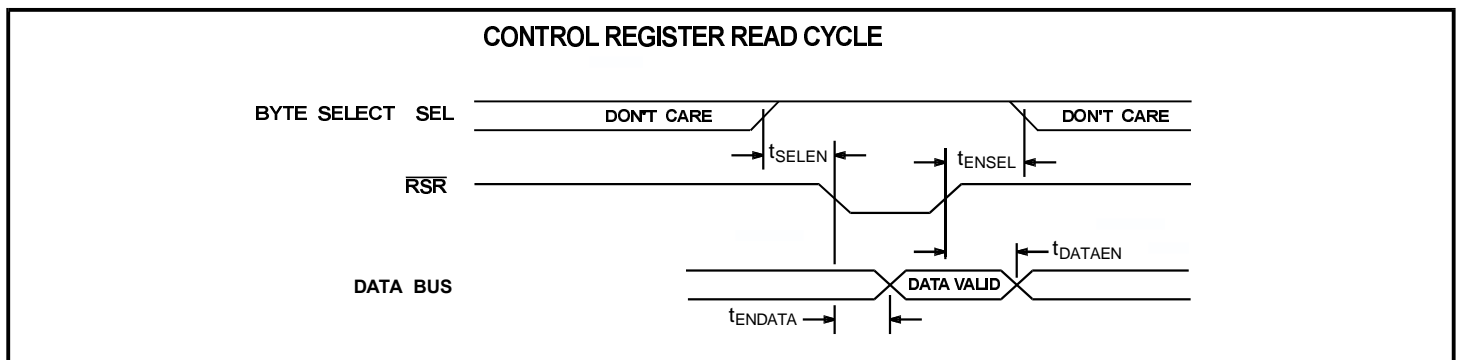 CONTROL REGISTER READ CYCLE
BYTE SELECT SEL
DON'T CARE
DON'T CARE
tSELEN
tENSEL
RSR
tDATAEN
DATA BUS
DATA VALID
tENDATA